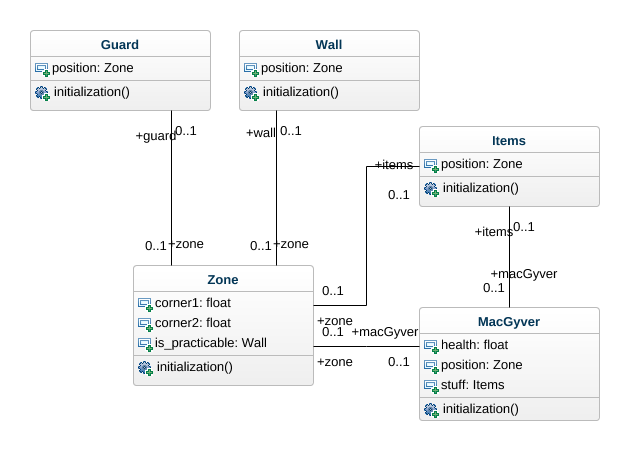 Guard
position: Zone
initialization()
Wall
position: Zone
initialization()
+guard
0..1
+wall
0..1
Items
position: Zone
initialization()
+items
0..1
+items
0..1
0..1
+zone
0..1
+zone
+macGyver
0..1
Zone
corner1: float
corner2: float
is_practicable: Wall
initialization()
0..1
+zone
0..1
+macGyver
+zone
0..1
MacGyver
health: float
position: Zone
stuff: Items
initialization()